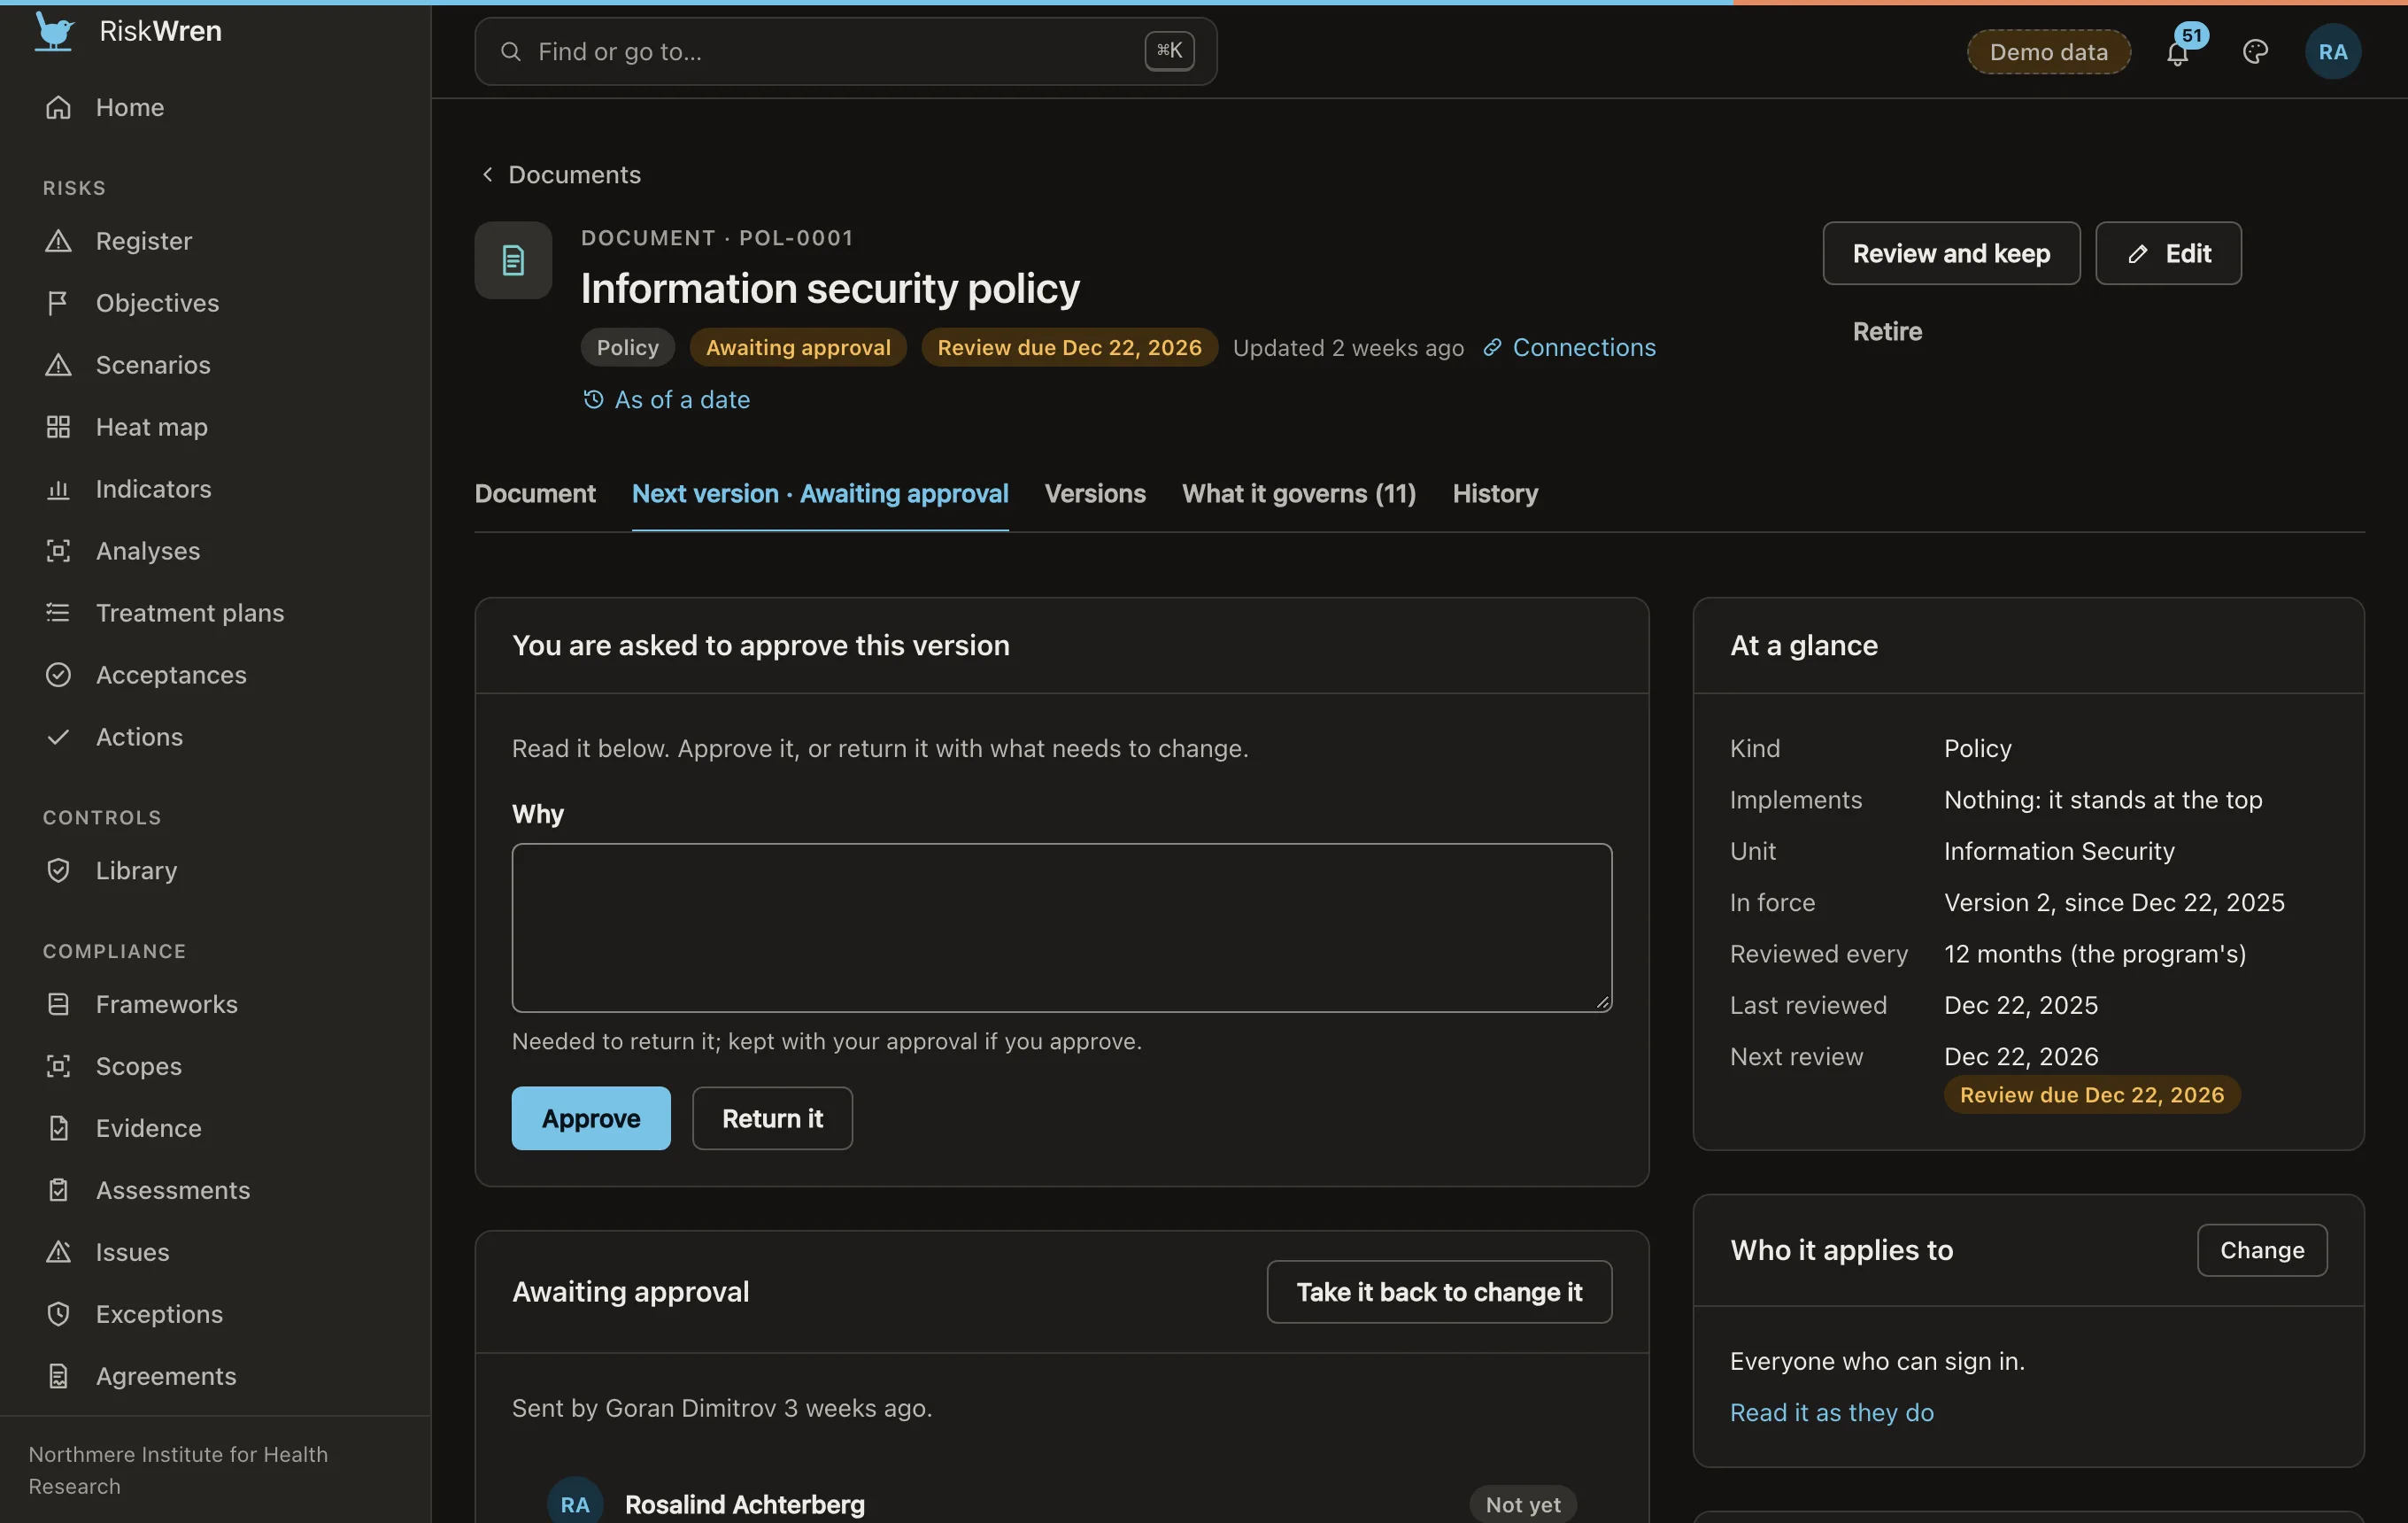 RiskWren
Find or go to...
⌘K
Demo data
51
RA
Home
RISKS
Register
Objectives
Scenarios
Heat map
Indicators
Analyses
Treatment plans
Acceptances
Actions
CONTROLS
Library
COMPLIANCE
Frameworks
Scopes
Evidence
Assessments
Issues
Exceptions
Agreements
Northmere Institute for Health
Research
Documents
DOCUMENT · POL-0001
Information security policy
Policy
Awaiting approval
Review due Dec 22, 2026
Updated 2 weeks ago
Connections
As of a date
Review and keep
Edit
Retire
Document
Next version · Awaiting approval
Versions
What it governs (11)
History
You are asked to approve this version
Read it below. Approve it, or return it with what needs to change.
Why
Needed to return it; kept with your approval if you approve.
Approve
Return it
Awaiting approval
Take it back to change it
Sent by Goran Dimitrov 3 weeks ago.
RA
Rosalind Achterberg
Not yet
At a glance
Kind Policy
Implements Nothing: it stands at the top
Unit Information Security
In force Version 2, since Dec 22, 2025
Reviewed every 12 months (the program's)
Last reviewed Dec 22, 2025
Next review Dec 22, 2026
Review due Dec 22, 2026
Who it applies to
Change
Everyone who can sign in.
Read it as they do